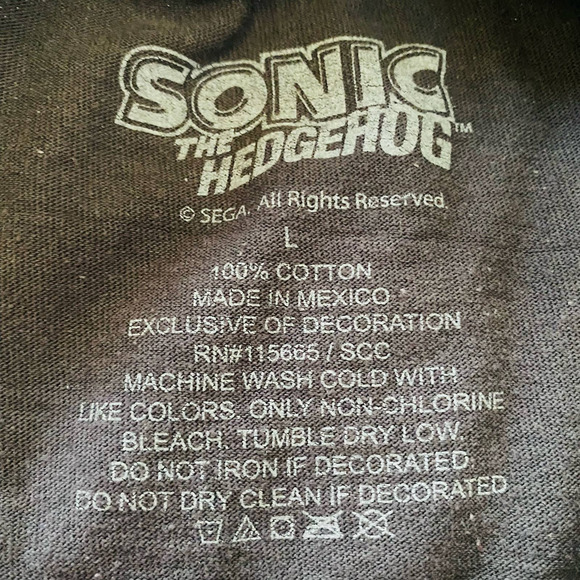 SONIC
THE
HEDGEHOG™
© SEGA. All Rights Reserved.
L
100% COTTON
MADE IN MEXICO
EXCLUSIVE OF DECORATION
RN#115665 / SCC
MACHINE WASH COLD WITH
LIKE COLORS. ONLY NON-CHLORINE
BLEACH. TUMBLE DRY LOW.
DO NOT IRON IF DECORATED
DO NOT DRY CLEAN IF DECORATED